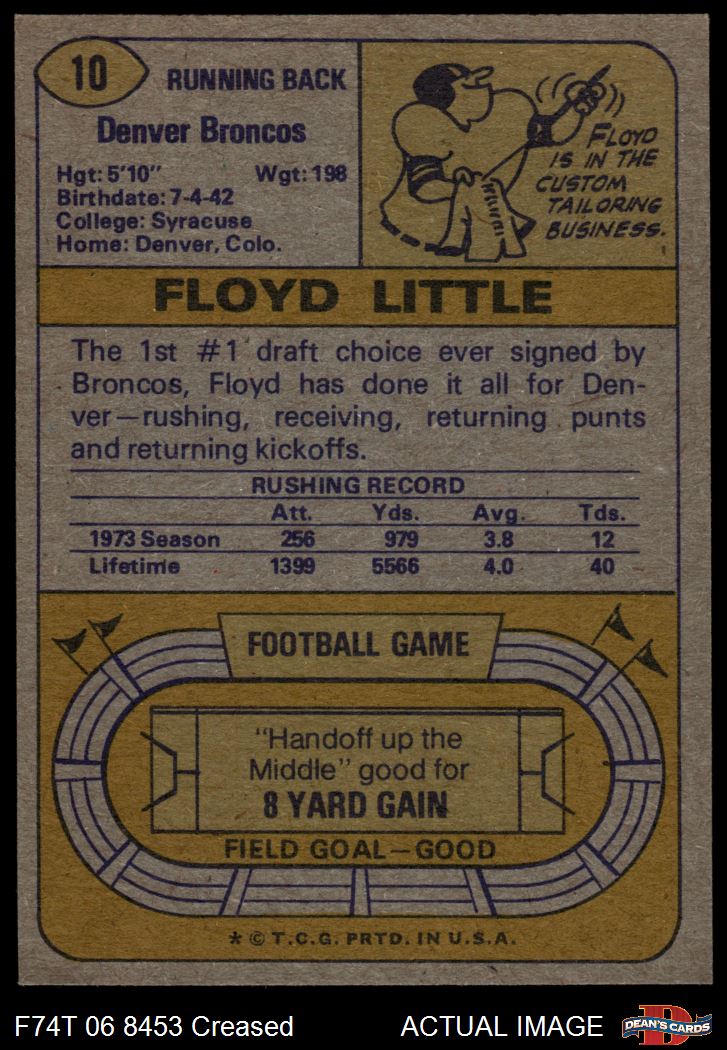 10
RUNNING BACK
Denver Broncos
Hgt: 5'10" Wgt: 198
Birthdate: 7-4-42
College: Syracuse
Home: Denver, Colo.
FLOYD
IS IN THE
CUSTOM
TAILORING
BUSINESS.
FLOYD LITTLE
The 1st #1 draft choice ever signed by
Broncos, Floyd has done it all for Den-
ver—rushing, receiving, returning punts
and returning kickoffs.
RUSHING RECORD
Att. Yds. Avg. Tds.
1973 Season 256 979 3.8 12
Lifetime 1399 5566 4.0 40
FOOTBALL GAME
"Handoff up the
Middle" good for
8 YARD GAIN
FIELD GOAL—GOOD
* © T.C.G. PRTD. IN U.S.A.
F74T 06 8453 Creased ACTUAL IMAGE
DEAN'S CARDS